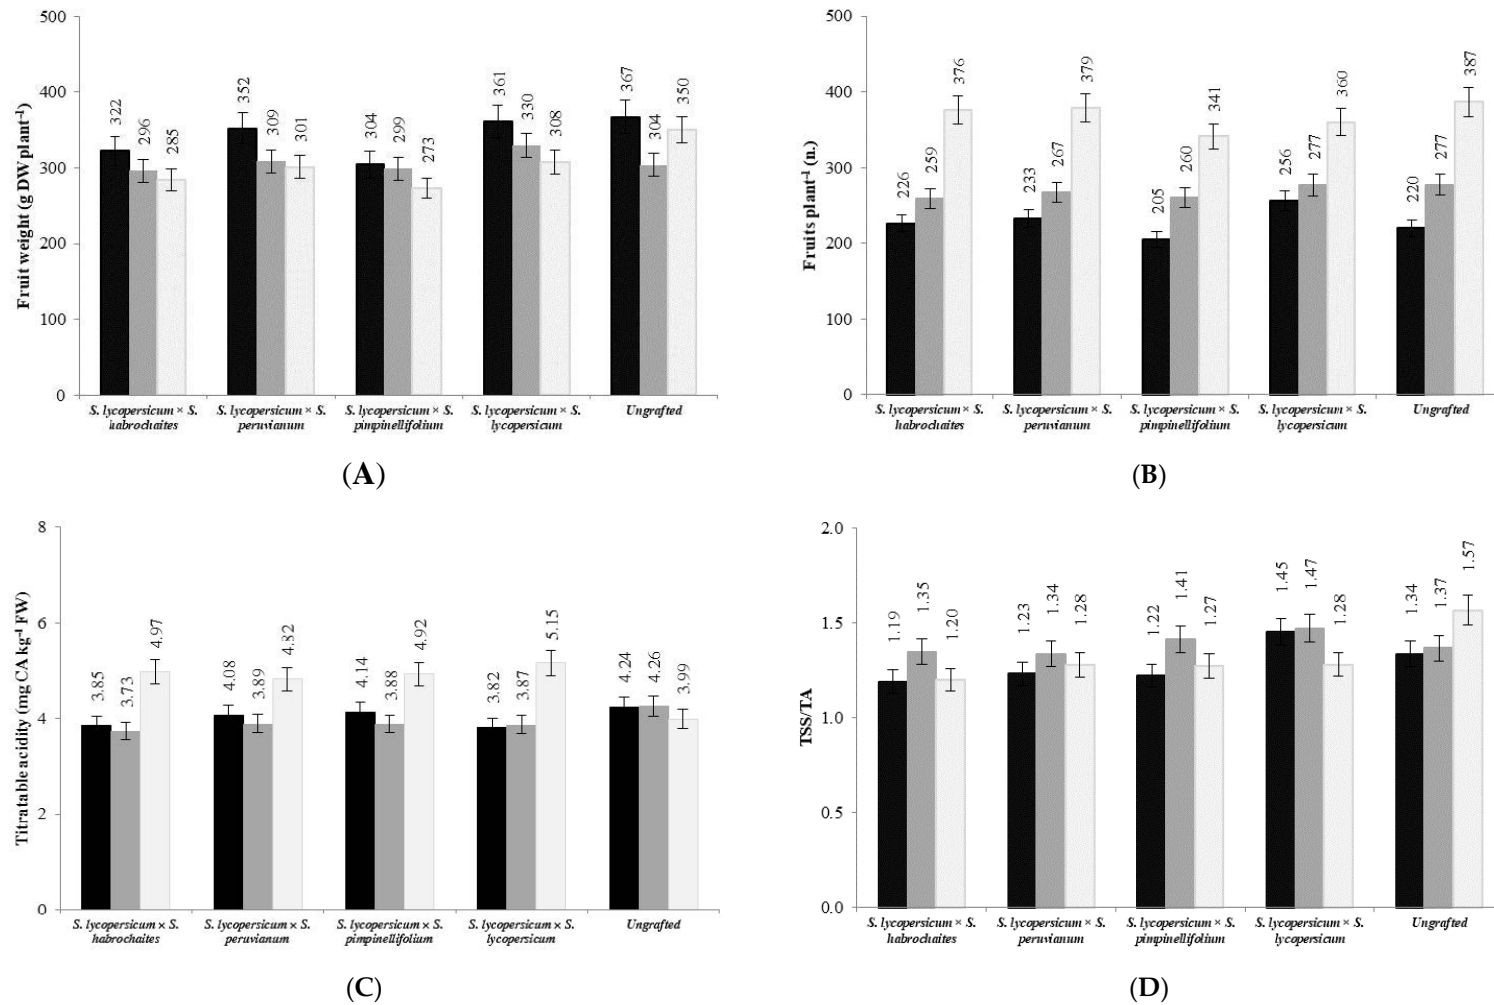 500
400
300
200
100
0
Fruit weight (g DW plant⁻¹)
322
296
285
352
309
301
304
299
273
361
330
308
367
304
350
S. lycopersicum × S.
habrochaites
S. lycopersicum × S.
peruvianum
S. lycopersicum × S.
pimpinellifolium
S. lycopersicum × S.
lycopersicum
Ungrafted
(A)
500
400
300
200
100
0
Fruits plant⁻¹ (n.)
226
259
376
233
267
379
205
260
341
256
277
360
220
277
387
S. lycopersicum × S.
habrochaites
S. lycopersicum × S.
peruvianum
S. lycopersicum × S.
pimpinellifolium
S. lycopersicum × S.
lycopersicum
Ungrafted
(B)
8
6
4
2
0
Titratable acidity (mg CA kg⁻¹ FW)
3.85
3.73
4.97
4.08
3.89
4.82
4.14
3.88
4.92
3.82
3.87
5.15
4.24
4.26
3.99
S. lycopersicum × S.
habrochaites
S. lycopersicum × S.
peruvianum
S. lycopersicum × S.
pimpinellifolium
S. lycopersicum × S.
lycopersicum
Ungrafted
(C)
2.0
1.5
1.0
0.5
0.0
TSS/TA
1.19
1.35
1.20
1.23
1.34
1.28
1.22
1.41
1.27
1.45
1.47
1.28
1.34
1.37
1.57
S. lycopersicum × S.
habrochaites
S. lycopersicum × S.
peruvianum
S. lycopersicum × S.
pimpinellifolium
S. lycopersicum × S.
lycopersicum
Ungrafted
(D)